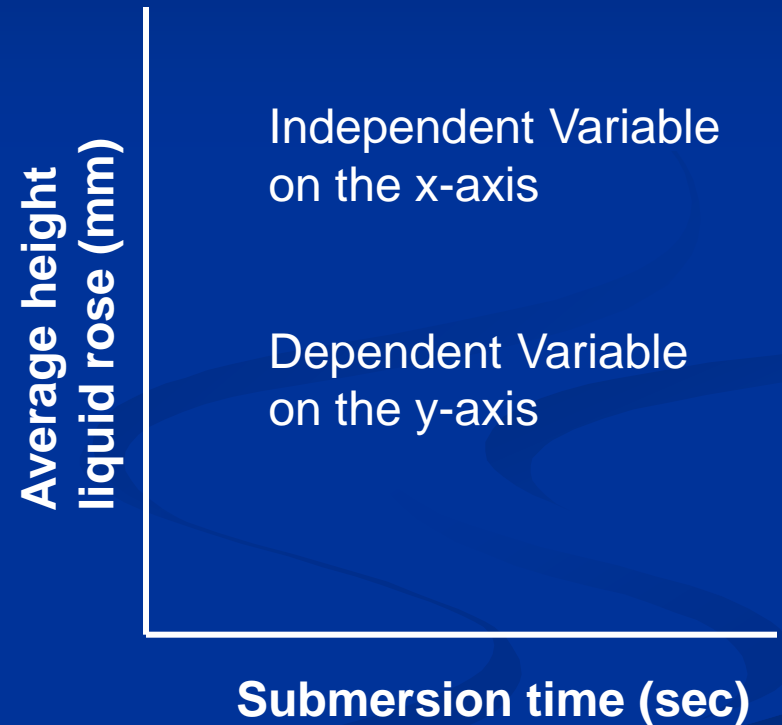 Average height
liquid rose (mm)
Independent Variable
on the x-axis
Dependent Variable
on the y-axis
Submersion time (sec)